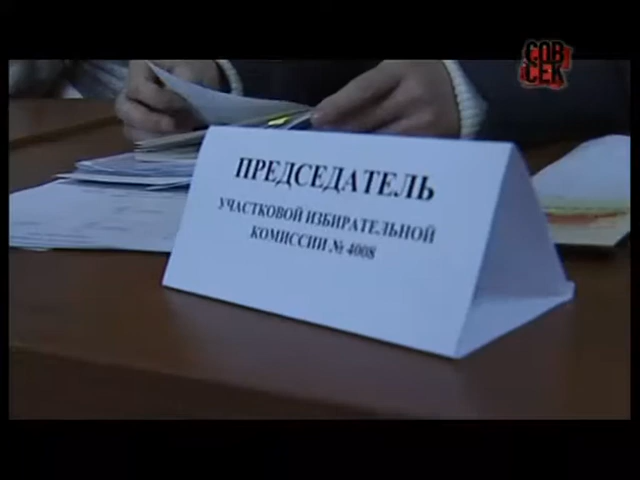 СОВ
СЕК
ПРЕДСЕДАТЕЛЬ
УЧАСТКОВОЙ ИЗБИРАТЕЛЬНОЙ
КОМИССИИ № 4008